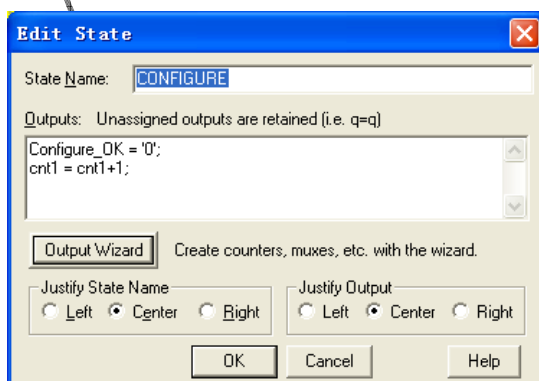 Edit State
State Name: CONFIGURE
Outputs: Unassigned outputs are retained (i.e. q=q)
Configure_OK = '0';
cnt1 = cnt1+1;
Output Wizard Create counters, muxes, etc. with the wizard.
Justify State Name
Left Center Right
Justify Output
Left Center Right
OK Cancel Help